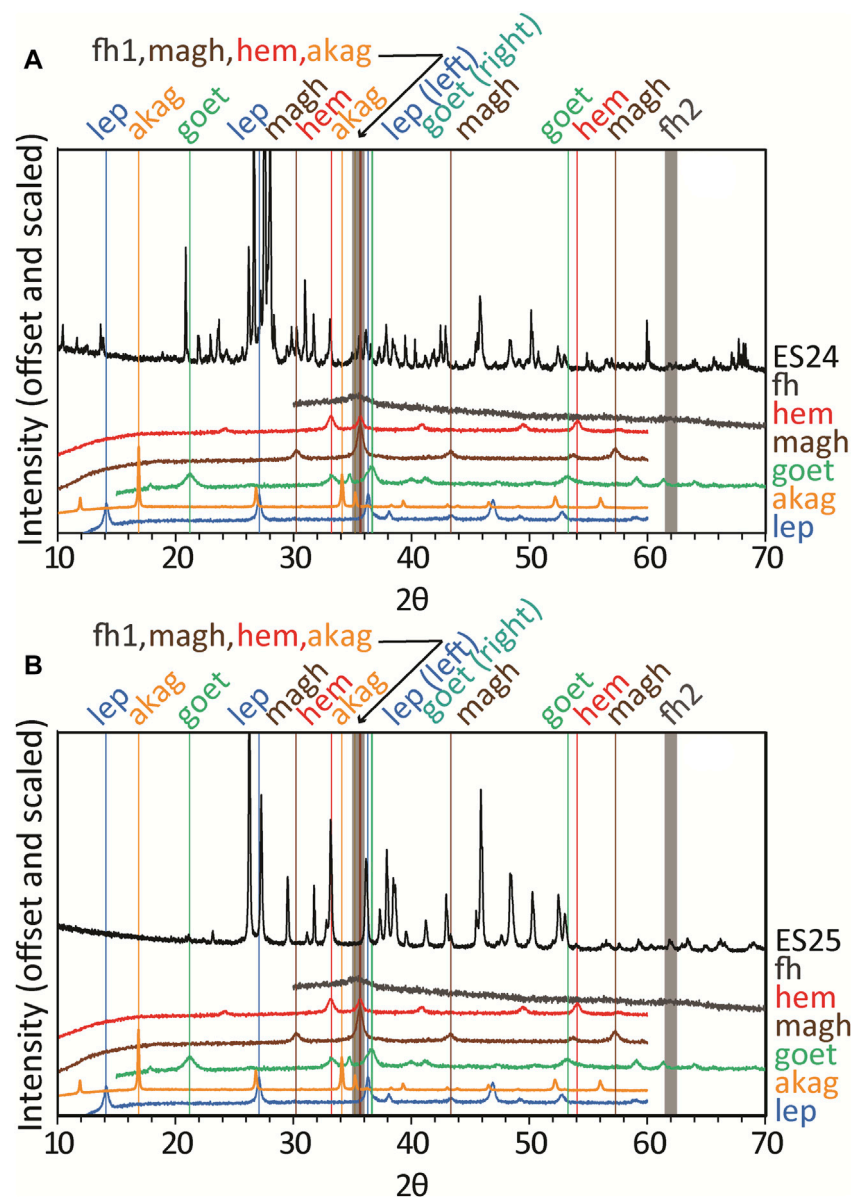 A
fh1,magh,hem,akag
lep akag goet lep magh hem akag lep (left) goet (right) magh goet hem magh fh2
Intensity (offset and scaled)
ES24
fh
hem
magh
goet
akag
lep
10 20 30 40 50 60 70
2θ
B
fh1,magh,hem,akag
lep akag goet lep magh hem akag lep (left) goet (right) magh goet hem magh fh2
Intensity (offset and scaled)
ES25
fh
hem
magh
goet
akag
lep
10 20 30 40 50 60 70
2θ